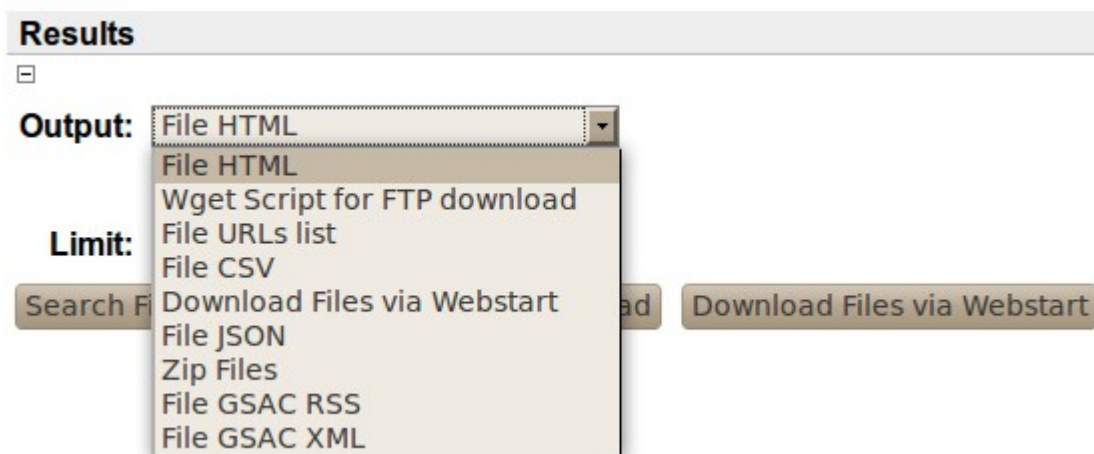 Results
Output: File HTML
File HTML
Wget Script for FTP download
File URLs list
Limit:
File CSV
Search Download Files via Webstart Download Files via Webstart
File JSON
Zip Files
File GSAC RSS
File GSAC XML